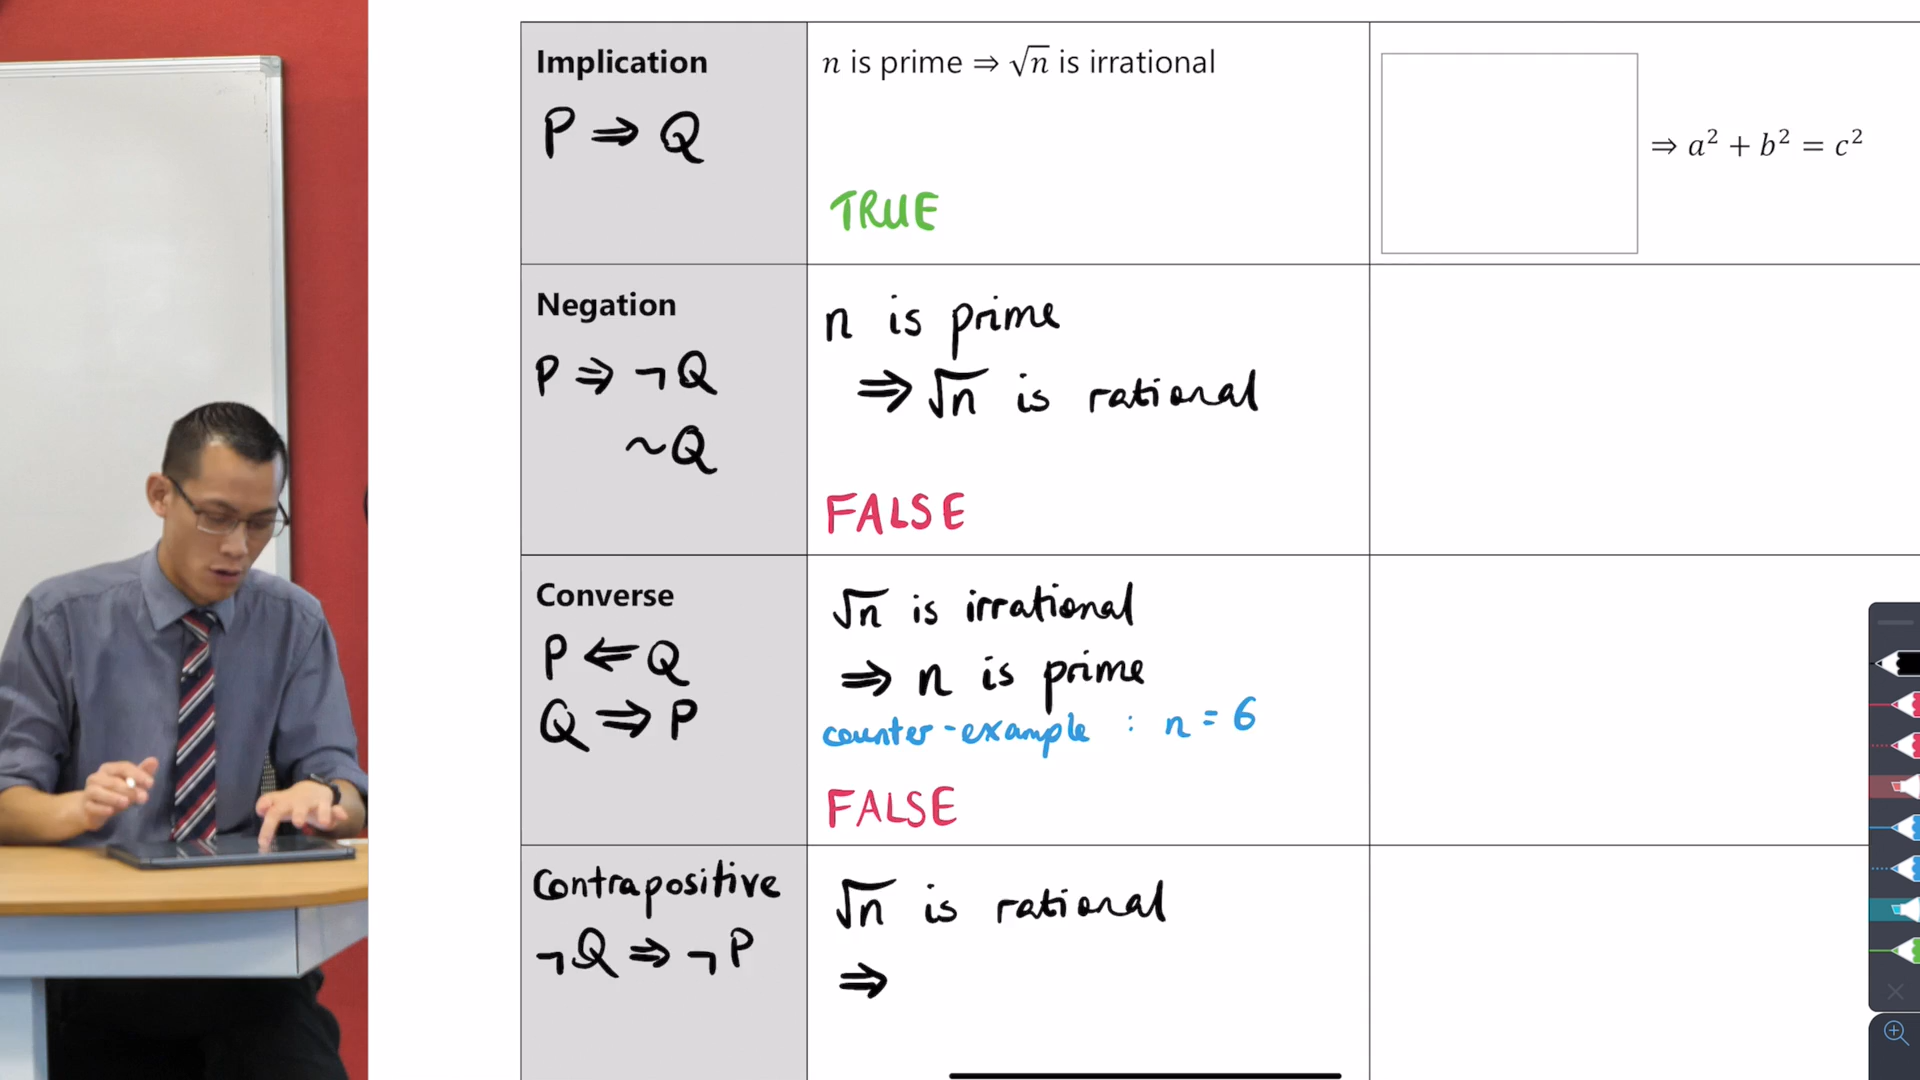 Implication
P ⇒ Q
n is prime ⇒ √n is irrational
TRUE
⇒ a² + b² = c²
Negation
P ⇒ ¬Q
~Q
n is prime
⇒ √n is rational
FALSE
Converse
P ⇐ Q
Q ⇒ P
√n is irrational
⇒ n is prime
counter-example : n = 6
FALSE
Contrapositive
¬Q ⇒ ¬P
√n is rational
⇒